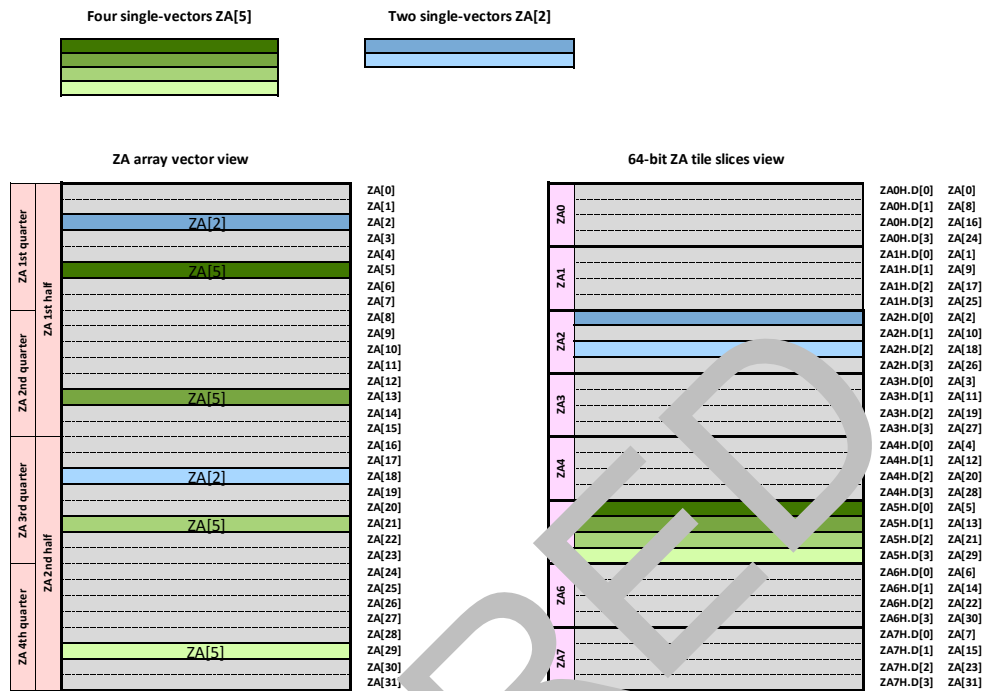 Four single-vectors ZA[5]
Two single-vectors ZA[2]
ZA array vector view
64-bit ZA tile slices view
ZA 1st quarter
ZA 2nd quarter
ZA 3rd quarter
ZA 4th quarter
ZA 1st half
ZA 2nd half
ZA[2]
ZA[5]
ZA[5]
ZA[2]
ZA[5]
ZA[5]
ZA[0]
ZA[1]
ZA[2]
ZA[3]
ZA[4]
ZA[5]
ZA[6]
ZA[7]
ZA[8]
ZA[9]
ZA[10]
ZA[11]
ZA[12]
ZA[13]
ZA[14]
ZA[15]
ZA[16]
ZA[17]
ZA[18]
ZA[19]
ZA[20]
ZA[21]
ZA[22]
ZA[23]
ZA[24]
ZA[25]
ZA[26]
ZA[27]
ZA[28]
ZA[29]
ZA[30]
ZA[31]
ZA0
ZA1
ZA2
ZA3
ZA4
ZA6
ZA7
ZA0H.D[0] ZA[0]
ZA0H.D[1] ZA[8]
ZA0H.D[2] ZA[16]
ZA0H.D[3] ZA[24]
ZA1H.D[0] ZA[1]
ZA1H.D[1] ZA[9]
ZA1H.D[2] ZA[17]
ZA1H.D[3] ZA[25]
ZA2H.D[0] ZA[2]
ZA2H.D[1] ZA[10]
ZA2H.D[2] ZA[18]
ZA2H.D[3] ZA[26]
ZA3H.D[0] ZA[3]
ZA3H.D[1] ZA[11]
ZA3H.D[2] ZA[19]
ZA3H.D[3] ZA[27]
ZA4H.D[0] ZA[4]
ZA4H.D[1] ZA[12]
ZA4H.D[2] ZA[20]
ZA4H.D[3] ZA[28]
ZA5H.D[0] ZA[5]
ZA5H.D[1] ZA[13]
ZA5H.D[2] ZA[21]
ZA5H.D[3] ZA[29]
ZA6H.D[0] ZA[6]
ZA6H.D[1] ZA[14]
ZA6H.D[2] ZA[22]
ZA6H.D[3] ZA[30]
ZA7H.D[0] ZA[7]
ZA7H.D[1] ZA[15]
ZA7H.D[2] ZA[23]
ZA7H.D[3] ZA[31]